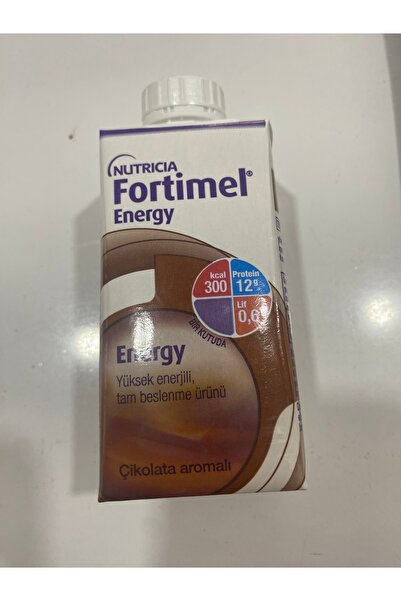 NUTRICIA
Fortimel®
Energy
kcal
300
Protein
12g
Lif
BİR KUTUDA
Energy
Yüksek enerjili,
tam beslenme ürünü
Çikolata aromalı